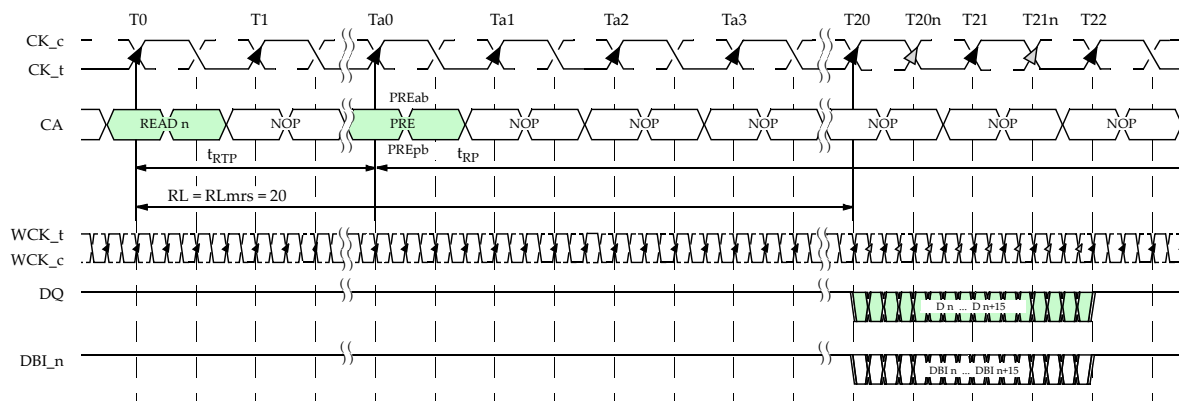 T0 T1 Ta0 Ta1 Ta2 Ta3 T20 T20n T21 T21n T22
CK_c
CK_t
PREab
CA READ n NOP PRE NOP NOP NOP NOP NOP NOP
PREpb
tRTP tRP
RL = RLmrs = 20
WCK_t
WCK_c
DQ
D n ... D n+15
DBI_n
DBI n ... DBI n+15